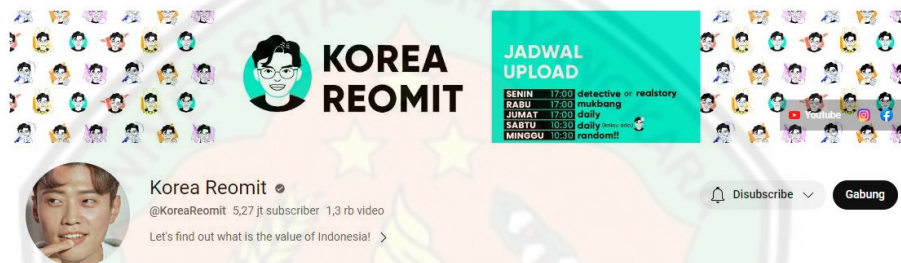 KOREA
REOMIT
JADWAL
UPLOAD
SENIN 17:00 detective or realstory
RABU 17:00 mukbang
JUMAT 17:00 daily
SABTU 10:30 daily (kalau ada)
MINGGU 10:30 random!!
Youtube
Korea Reomit
@KoreaReomit 5,27 jt subscriber 1,3 rb video
Let's find out what is the value of Indonesia!
Disubscribe
Gabung